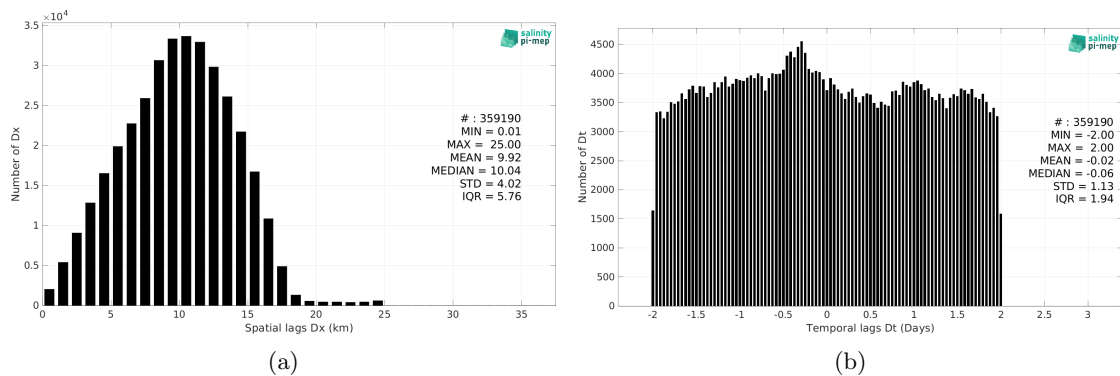 ×10⁴
3.5
3
2.5
2
1.5
1
0.5
0
Number of Dx
0 5 10 15 20 25 30 35
Spatial lags Dx (km)
salinity
pi-mep
# : 359190
MIN = 0.01
MAX = 25.00
MEAN = 9.92
MEDIAN = 10.04
STD = 4.02
IQR = 5.76
(a)
4500
4000
3500
3000
2500
2000
1500
1000
500
0
Number of Dt
-2 -1.5 -1 -0.5 0 0.5 1 1.5 2 2.5 3
Temporal lags Dt (Days)
salinity
pi-mep
# : 359190
MIN = -2.00
MAX = 2.00
MEAN = -0.02
MEDIAN = -0.06
STD = 1.13
IQR = 1.94
(b)